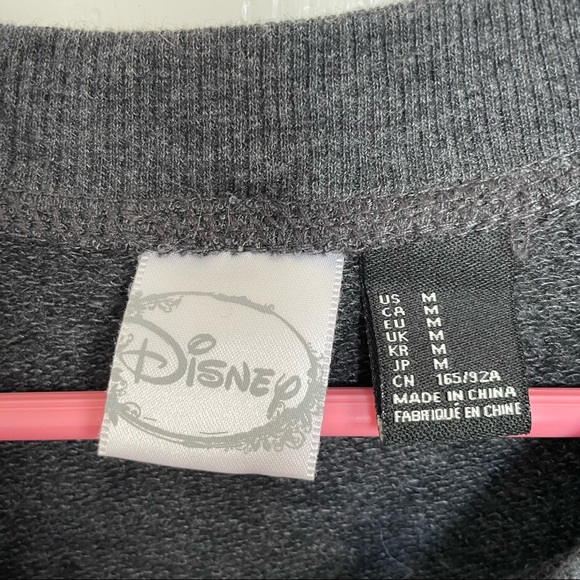 Disney
US M
CA M
EU M
UK M
KR M
JP M
CN 165/92A
MADE IN CHINA
FABRIQUÉ EN CHINE